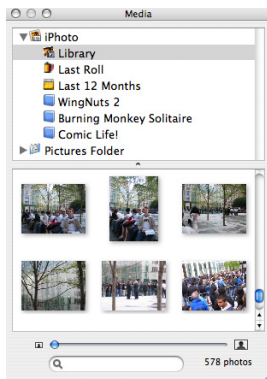 Media
iPhoto
Library
Last Roll
Last 12 Months
WingNuts 2
Burning Monkey Solitaire
Comic Life!
Pictures Folder
578 photos